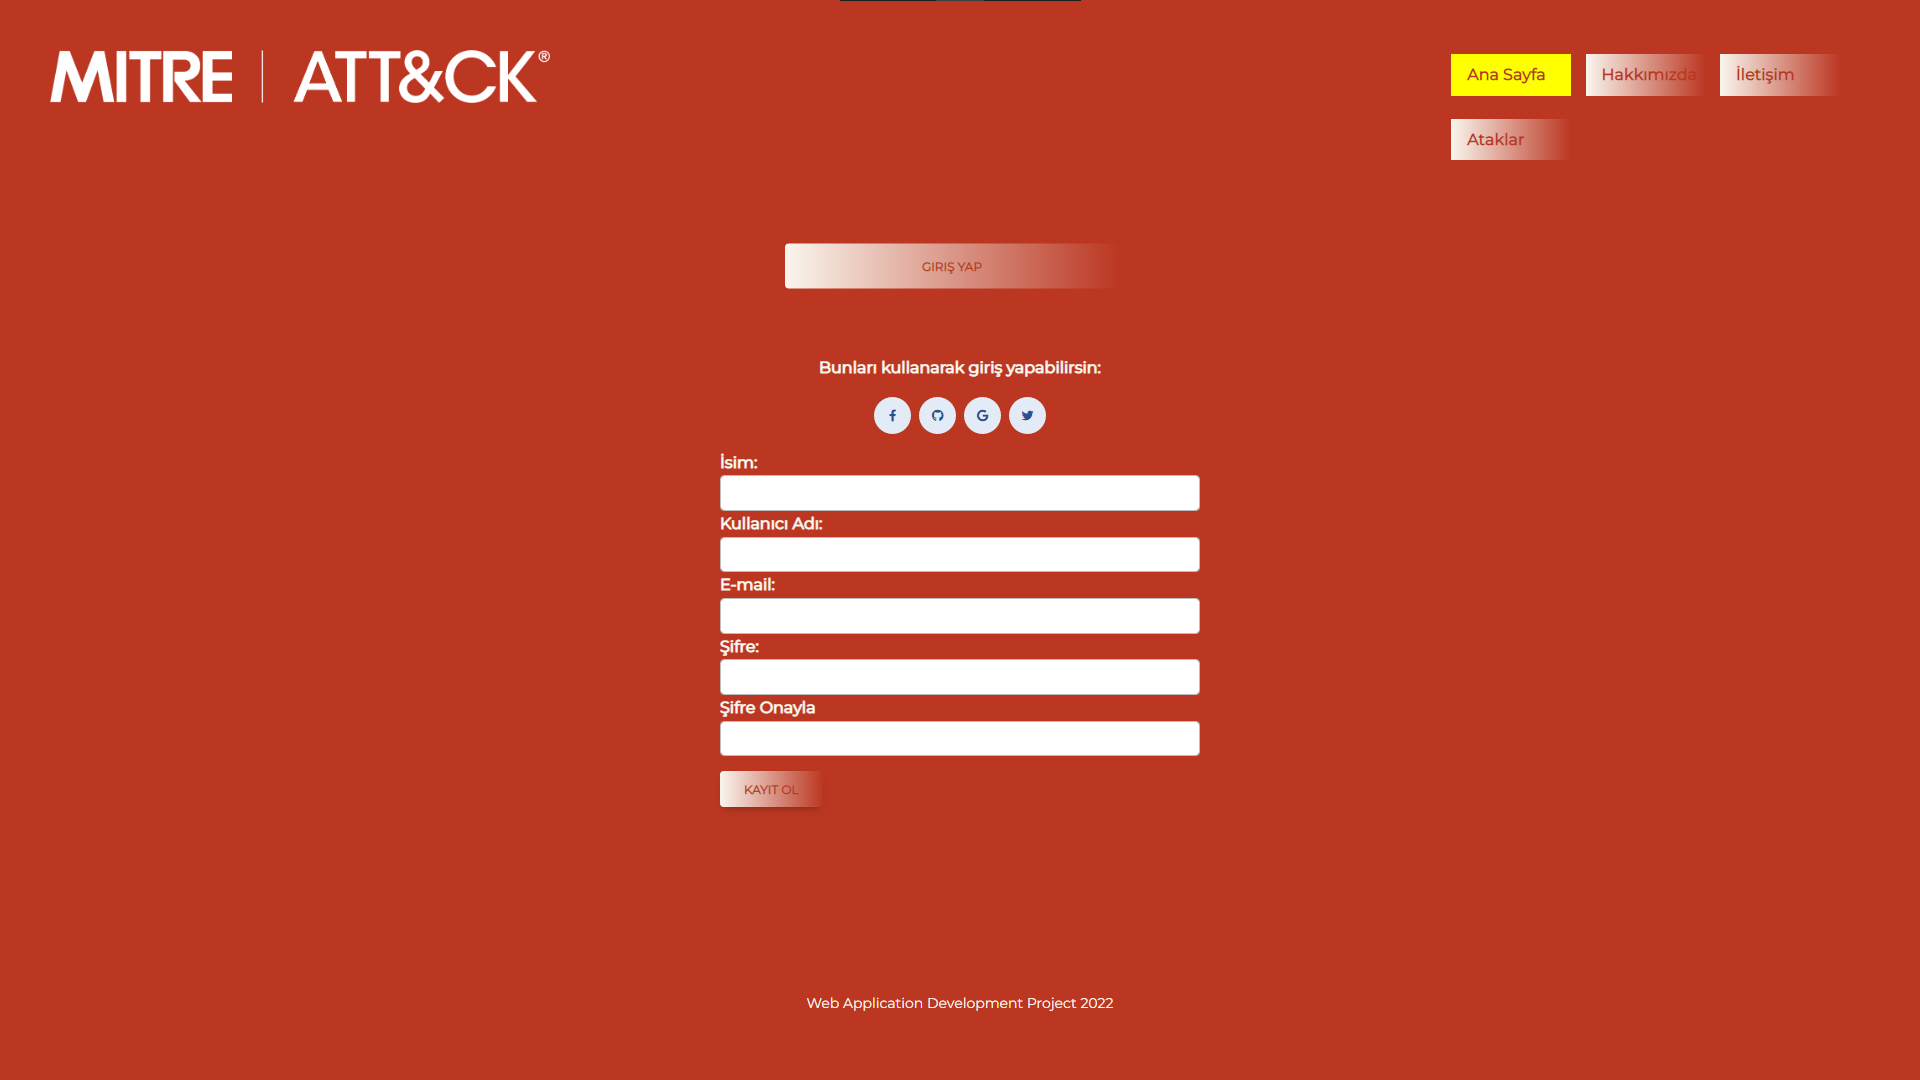 MITRE | ATT&CK®
Ana Sayfa
Hakkımızda
İletişim
Ataklar
GIRIŞ YAP
Bunları kullanarak giriş yapabilirsin:
İsim:
Kullanıcı Adı:
E-mail:
Şifre:
Şifre Onayla
KAYIT OL
Web Application Development Project 2022